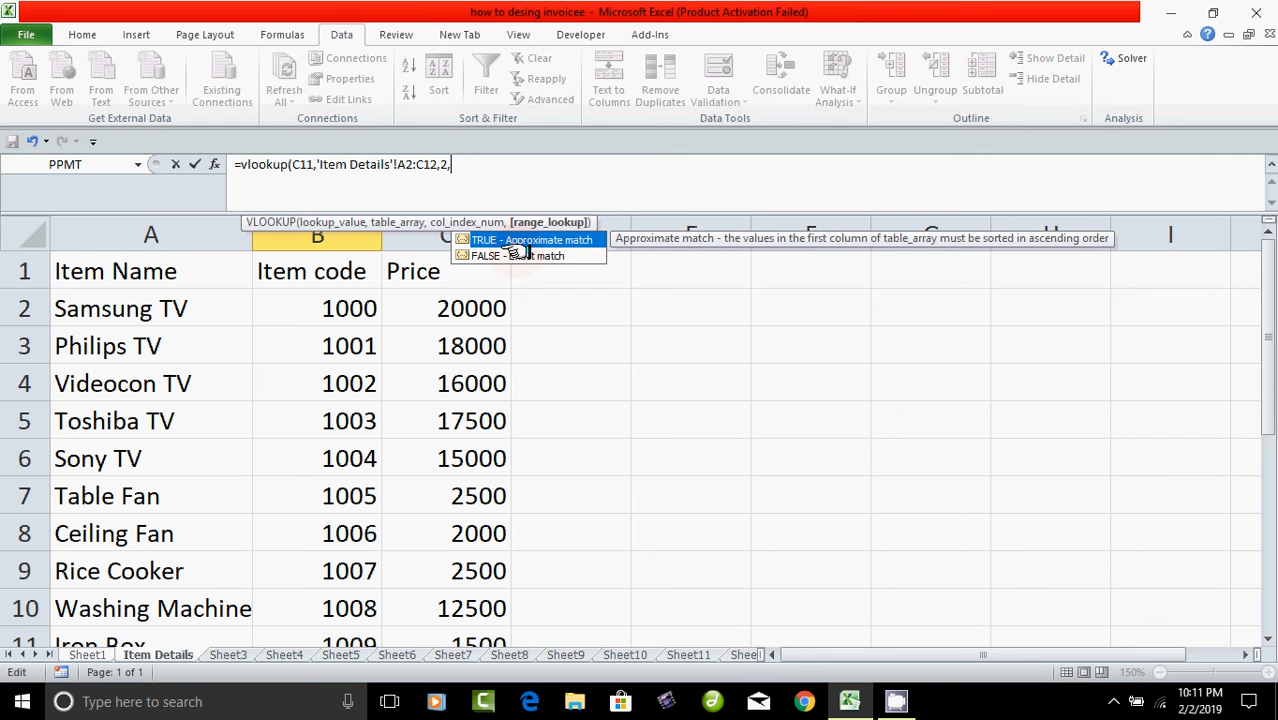 how to desing invoicee - Microsoft Excel (Product Activation Failed)
File Home Insert Page Layout Formulas Data Review New Tab View Developer Add-Ins
From Access
From Web
From Text
From Other Sources
Existing Connections
Get External Data
Refresh All
Connections
Properties
Edit Links
Connections
Sort
Filter
Clear
Reapply
Advanced
Sort & Filter
Text to Columns
Remove Duplicates
Data Validation
Consolidate
What-If Analysis
Data Tools
Group
Ungroup
Subtotal
Show Detail
Hide Detail
Outline
Solver
Analysis
PPMT fx =vlookup(C11,'Item Details'!A2:C12,2,
VLOOKUP(lookup_value, table_array, col_index_num, [range_lookup])
TRUE - Approximate match
Approximate match - the values in the first column of table_array must be sorted in ascending order
FALSE - match
A B I
1 Item Name Item code Price
2 Samsung TV 1000 20000
3 Philips TV 1001 18000
4 Videocon TV 1002 16000
5 Toshiba TV 1003 17500
6 Sony TV 1004 15000
7 Table Fan 1005 2500
8 Ceiling Fan 1006 2000
9 Rice Cooker 1007 2500
10 Washing Machine 1008 12500
11 Iron Box 1009 1500
Sheet1 Item Details Sheet3 Sheet4 Sheet5 Sheet6 Sheet7 Sheet8 Sheet9 Sheet10 Sheet11 Shee
Edit Page: 1 of 1 150%
Type here to search
10:11 PM
2/2/2019